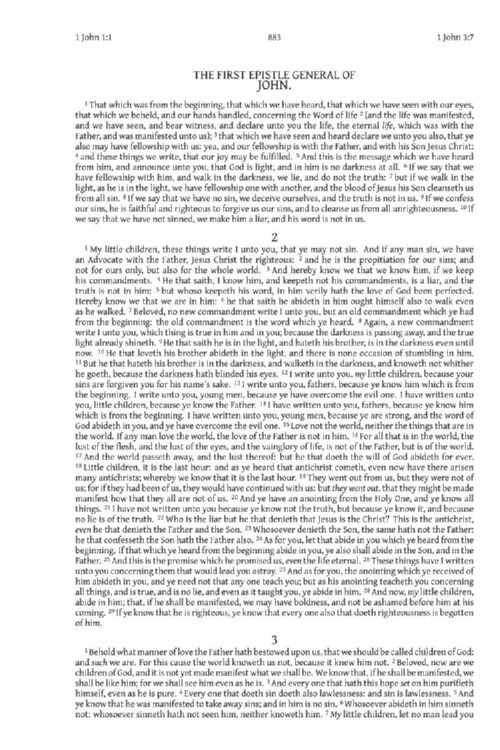 1 John 1:1 883 1 John 3:7
THE FIRST EPISTLE GENERAL OF
JOHN.
1 That which was from the beginning, that which we have heard, that which we have seen with our eyes,
that which we beheld, and our hands handled, concerning the Word of life 2 (and the life was manifested,
and we have seen, and bear witness, and declare unto you the life, the eternal life, which was with the
Father, and was manifested unto us); 3 that which we have seen and heard declare we unto you also, that ye
also may have fellowship with us: yea, and our fellowship is with the Father, and with his Son Jesus Christ:
4 and these things we write, that our joy may be fulfilled. 5 And this is the message which we have heard
from him, and announce unto you, that God is light, and in him is no darkness at all. 6 If we say that we
have fellowship with him, and walk in the darkness, we lie, and do not the truth: 7 but if we walk in the
light, as he is in the light, we have fellowship one with another, and the blood of Jesus his Son cleanseth us
from all sin. 8 If we say that we have no sin, we deceive ourselves, and the truth is not in us. 9 If we confess
our sins, he is faithful and righteous to forgive us our sins, and to cleanse us from all unrighteousness. 10 If
we say that we have not sinned, we make him a liar, and his word is not in us.
2
1 My little children, these things write I unto you, that ye may not sin. And if any man sin, we have
an Advocate with the Father, Jesus Christ the righteous: 2 and he is the propitiation for our sins; and
not for ours only, but also for the whole world. 3 And hereby know we that we know him, if we keep
his commandments. 4 He that saith, I know him, and keepeth not his commandments, is a liar, and the
truth is not in him: 5 but whoso keepeth his word, in him verily hath the love of God been perfected.
Hereby know we that we are in him: 6 he that saith he abideth in him ought himself also to walk even
as he walked. 7 Beloved, no new commandment write I unto you, but an old commandment which ye had
from the beginning: the old commandment is the word which ye heard. 8 Again, a new commandment
write I unto you, which thing is true in him and in you; because the darkness is passing away, and the true
light already shineth. 9 He that saith he is in the light, and hateth his brother, is in the darkness even until
now. 10 He that loveth his brother abideth in the light, and there is none occasion of stumbling in him.
11 But he that hateth his brother is in the darkness, and walketh in the darkness, and knoweth not whither
he goeth, because the darkness hath blinded his eyes. 12 I write unto you, my little children, because your
sins are forgiven you for his name's sake. 13 I write unto you, fathers, because ye know him which is from
the beginning. I write unto you, young men, because ye have overcome the evil one. I have written unto
you, little children, because ye know the Father. 14 I have written unto you, fathers, because ye know him
which is from the beginning. I have written unto you, young men, because ye are strong, and the word of
God abideth in you, and ye have overcome the evil one. 15 Love not the world, neither the things that are in
the world. If any man love the world, the love of the Father is not in him. 16 For all that is in the world, the
lust of the flesh, and the lust of the eyes, and the vainglory of life, is not of the Father, but is of the world.
17 And the world passeth away, and the lust thereof: but he that doeth the will of God abideth for ever.
18 Little children, it is the last hour: and as ye heard that antichrist cometh, even now have there arisen
many antichrists; whereby we know that it is the last hour. 19 They went out from us, but they were not of
us; for if they had been of us, they would have continued with us: but they went out, that they might be made
manifest how that they all are not of us. 20 And ye have an anointing from the Holy One, and ye know all
things. 21 I have not written unto you because ye know not the truth, but because ye know it, and because
no lie is of the truth. 22 Who is the liar but he that denieth that Jesus is the Christ? This is the antichrist,
even he that denieth the Father and the Son. 23 Whosoever denieth the Son, the same hath not the Father:
he that confesseth the Son hath the Father also. 24 As for you, let that abide in you which ye heard from the
beginning. If that which ye heard from the beginning abide in you, ye also shall abide in the Son, and in the
Father. 25 And this is the promise which he promised us, even the life eternal. 26 These things have I written
unto you concerning them that would lead you astray. 27 And as for you, the anointing which ye received of
him abideth in you, and ye need not that any one teach you; but as his anointing teacheth you concerning
all things, and is true, and is no lie, and even as it taught you, ye abide in him. 28 And now, my little children,
abide in him; that, if he shall be manifested, we may have boldness, and not be ashamed before him at his
coming. 29 If ye know that he is righteous, ye know that every one also that doeth righteousness is begotten
of him.
3
1 Behold what manner of love the Father hath bestowed upon us, that we should be called children of God:
and such we are. For this cause the world knoweth us not, because it knew him not. 2 Beloved, now are we
children of God, and it is not yet made manifest what we shall be. We know that, if he shall be manifested, we
shall be like him; for we shall see him even as he is. 3 And every one that hath this hope set on him purifieth
himself, even as he is pure. 4 Every one that doeth sin doeth also lawlessness: and sin is lawlessness. 5 And
ye know that he was manifested to take away sins; and in him is no sin. 6 Whosoever abideth in him sinneth
not: whosoever sinneth hath not seen him, neither knoweth him. 7 My little children, let no man lead you